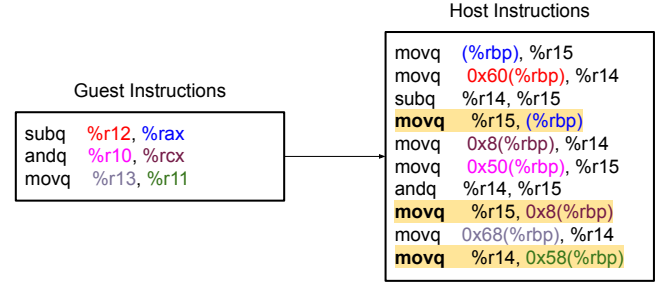 Host Instructions
movq (%rbp), %r15
movq 0x60(%rbp), %r14
subq %r14, %r15
movq %r15, (%rbp)
movq 0x8(%rbp), %r14
movq 0x50(%rbp), %r15
andq %r14, %r15
movq %r15, 0x8(%rbp)
movq 0x68(%rbp), %r14
movq %r14, 0x58(%rbp)
Guest Instructions
subq %r12, %rax
andq %r10, %rcx
movq %r13, %r11